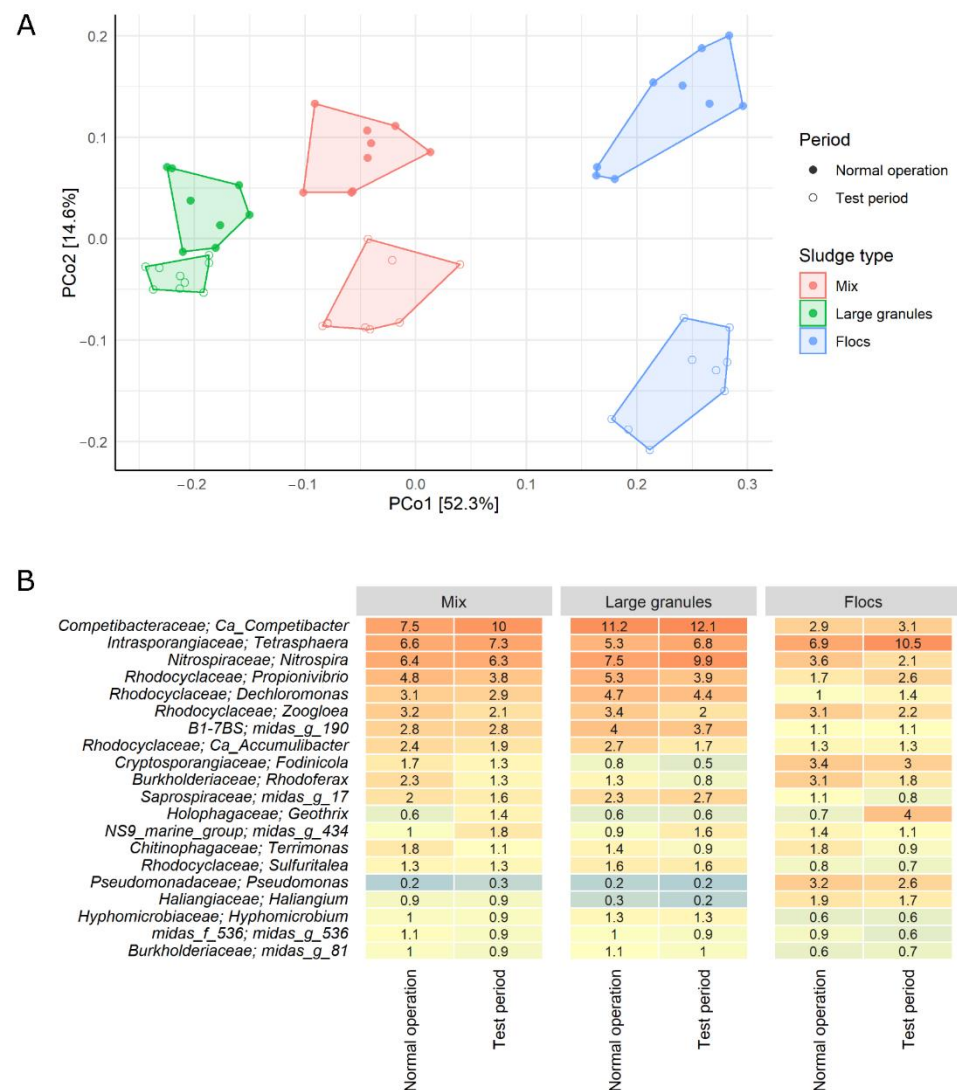 A
0.2
0.1
0.0
−0.1
−0.2
PCo2 [14.6%]
−0.2
−0.1
0.0
0.1
0.2
0.3
PCo1 [52.3%]
Period
Normal operation
Test period
Sludge type
Mix
Large granules
Flocs
B
Mix Large granules Flocs
Competibacteraceae; Ca_Competibacter 7.5 10 11.2 12.1 2.9 3.1
Intrasporangiaceae; Tetrasphaera 6.6 7.3 5.3 6.8 6.9 10.5
Nitrospiraceae; Nitrospira 6.4 6.3 7.5 9.9 3.6 2.1
Rhodocyclaceae; Propionivibrio 4.8 3.8 5.3 3.9 1.7 2.6
Rhodocyclaceae; Dechloromonas 3.1 2.9 4.7 4.4 1 1.4
Rhodocyclaceae; Zoogloea 3.2 2.1 3.4 2 3.1 2.2
B1-7BS; midas_g_190 2.8 2.8 4 3.7 1.1 1.1
Rhodocyclaceae; Ca_Accumulibacter 2.4 1.9 2.7 1.7 1.3 1.3
Cryptosporangiaceae; Fodinicola 1.7 1.3 0.8 0.5 3.4 3
Burkholderiaceae; Rhodoferax 2.3 1.3 1.3 0.8 3.1 1.8
Saprospiraceae; midas_g_17 2 1.6 2.3 2.7 1.1 0.8
Holophagaceae; Geothrix 0.6 1.4 0.6 0.6 0.7 4
NS9_marine_group; midas_g_434 1 1.8 0.9 1.6 1.4 1.1
Chitinophagaceae; Terrimonas 1.8 1.1 1.4 0.9 1.8 0.9
Rhodocyclaceae; Sulfuritalea 1.3 1.3 1.6 1.6 0.8 0.7
Pseudomonadaceae; Pseudomonas 0.2 0.3 0.2 0.2 3.2 2.6
Haliangiaceae; Haliangium 0.9 0.9 0.3 0.2 1.9 1.7
Hyphomicrobiaceae; Hyphomicrobium 1 0.9 1.3 1.3 0.6 0.6
midas_f_536; midas_g_536 1.1 0.9 1 0.9 0.9 0.6
Burkholderiaceae; midas_g_81 1 0.9 1.1 1 0.6 0.7
Normal operation
Test period
Normal operation
Test period
Normal operation
Test period